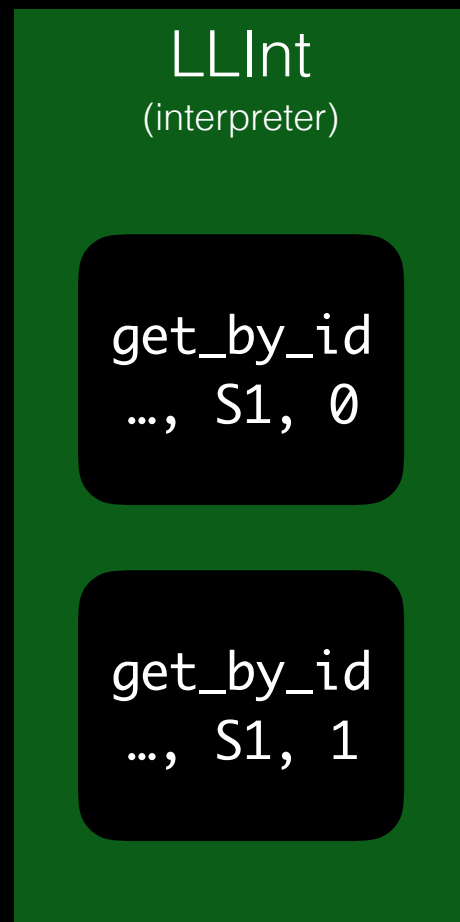 LLInt
(interpreter)
get_by_id
…, S1, 0
get_by_id
…, S1, 1